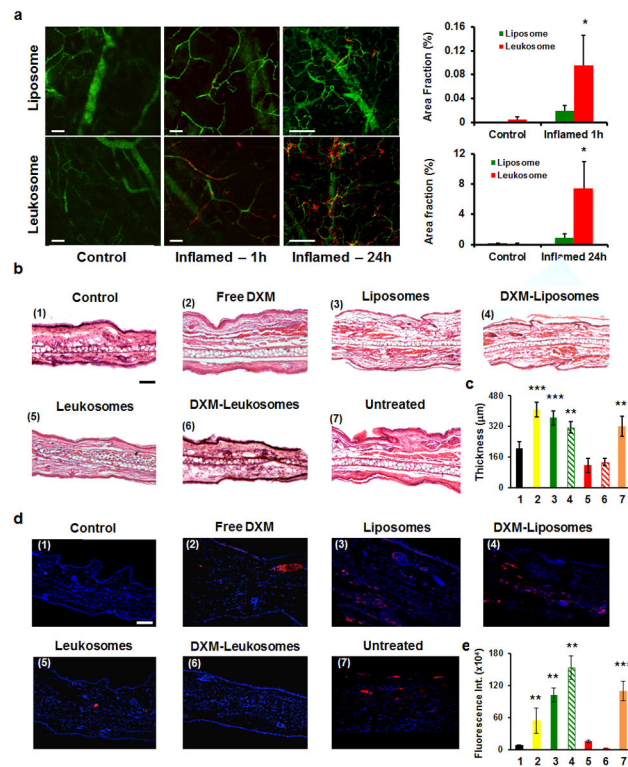 a
Liposome
Leukosome
Control
Inflamed – 1h
Inflamed – 24h
Area Fraction (%)
0.16
0.12
0.08
0.04
0
Liposome
Leukosome
*
Control
Inflamed 1h
Area fraction (%)
12
8
4
0
Liposome
Leukosome
*
Control
Inflamed 24h
b
Control
(1)
Free DXM
(2)
Liposomes
(3)
DXM-Liposomes
(4)
Leukosomes
(5)
DXM-Leukosomes
(6)
Untreated
(7)
c
Thickness (µm)
480
320
160
0
***
***
**
**
1 2 3 4 5 6 7
d
Control
(1)
Free DXM
(2)
Liposomes
(3)
DXM-Liposomes
(4)
Leukosomes
(5)
DXM-Leukosomes
(6)
Untreated
(7)
e
180
120
60
0
**
**
**
1 2 3 4 5 6 7